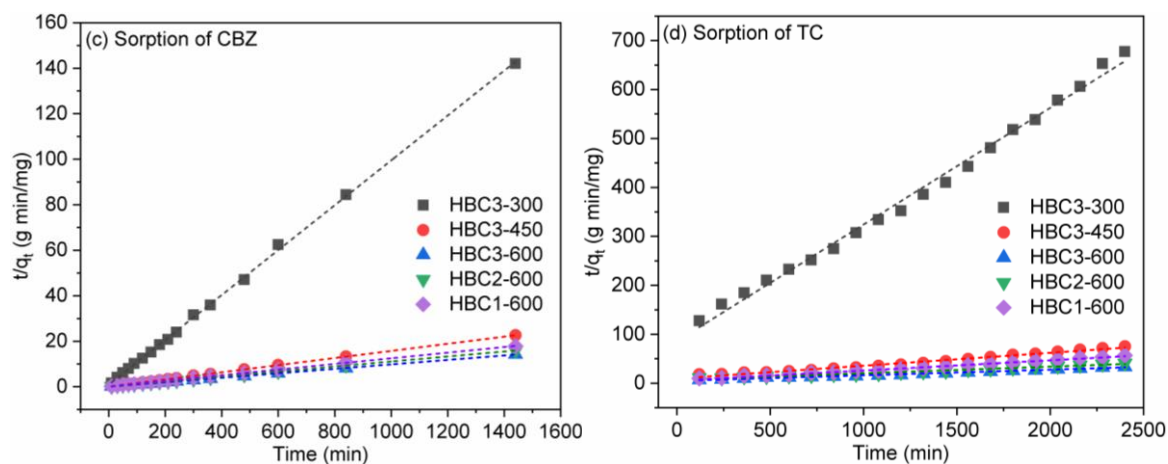 (c) Sorption of CBZ
t/qt (g min/mg)
160
140
120
100
80
60
40
20
0
HBC3-300
HBC3-450
HBC3-600
HBC2-600
HBC1-600
0 200 400 600 800 1000 1200 1400 1600
Time (min)
(d) Sorption of TC
t/qt (g min/mg)
700
600
500
400
300
200
100
0
HBC3-300
HBC3-450
HBC3-600
HBC2-600
HBC1-600
0 500 1000 1500 2000 2500
Time (min)